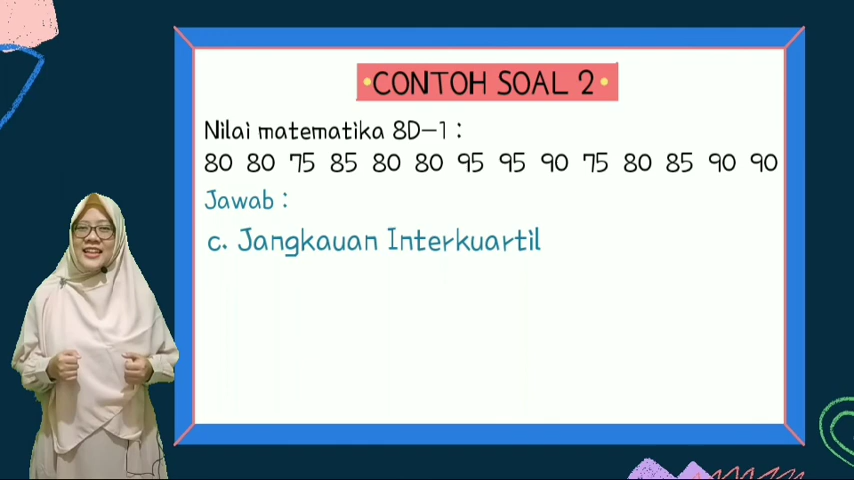 CONTOH SOAL 2
Nilai matematika 8D-1 :
80 80 75 85 80 80 95 95 90 75 80 85 90 90
Jawab :
c. Jangkauan Interkuartil